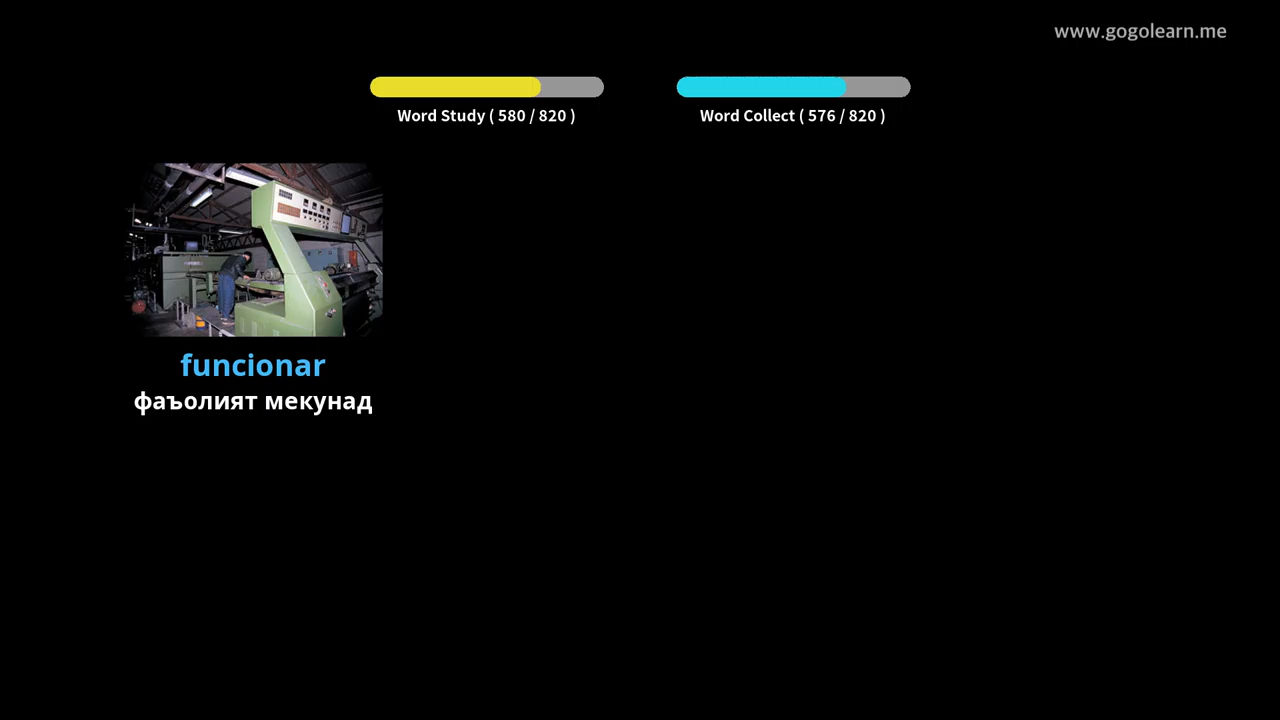 www.gogolearn.me
Word Study ( 580 / 820 )
Word Collect ( 576 / 820 )
funcionar
фаъолият мекунад